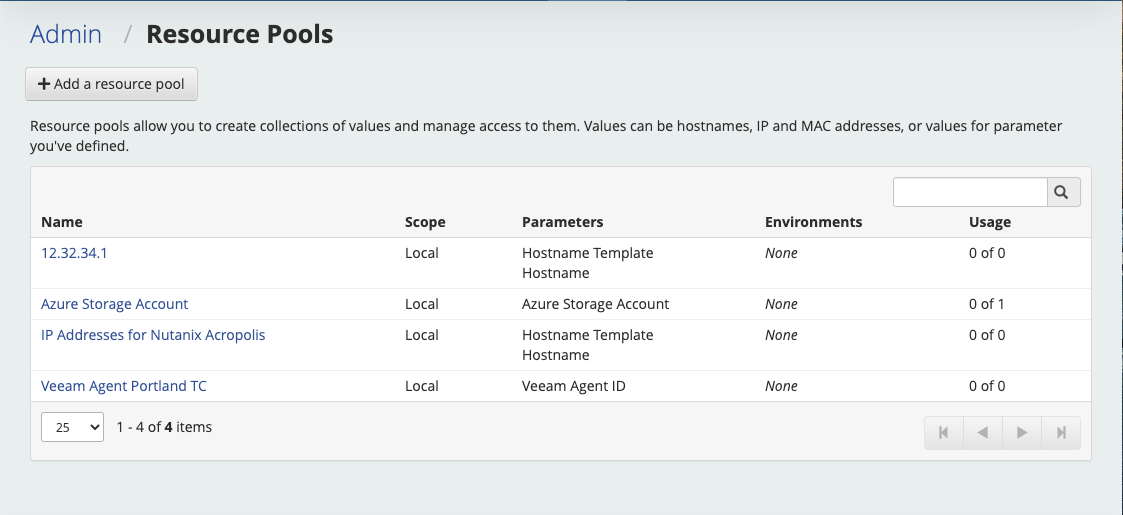 Admin / Resource Pools
+ Add a resource pool
Resource pools allow you to create collections of values and manage access to them. Values can be hostnames, IP and MAC addresses, or values for parameter
you've defined.
Name Scope Parameters Environments Usage
12.32.34.1 Local Hostname Template None 0 of 0
Hostname
Azure Storage Account Local Azure Storage Account None 0 of 1
IP Addresses for Nutanix Acropolis Local Hostname Template None 0 of 0
Hostname
Veeam Agent Portland TC Local Veeam Agent ID None 0 of 0
25 1 - 4 of 4 items